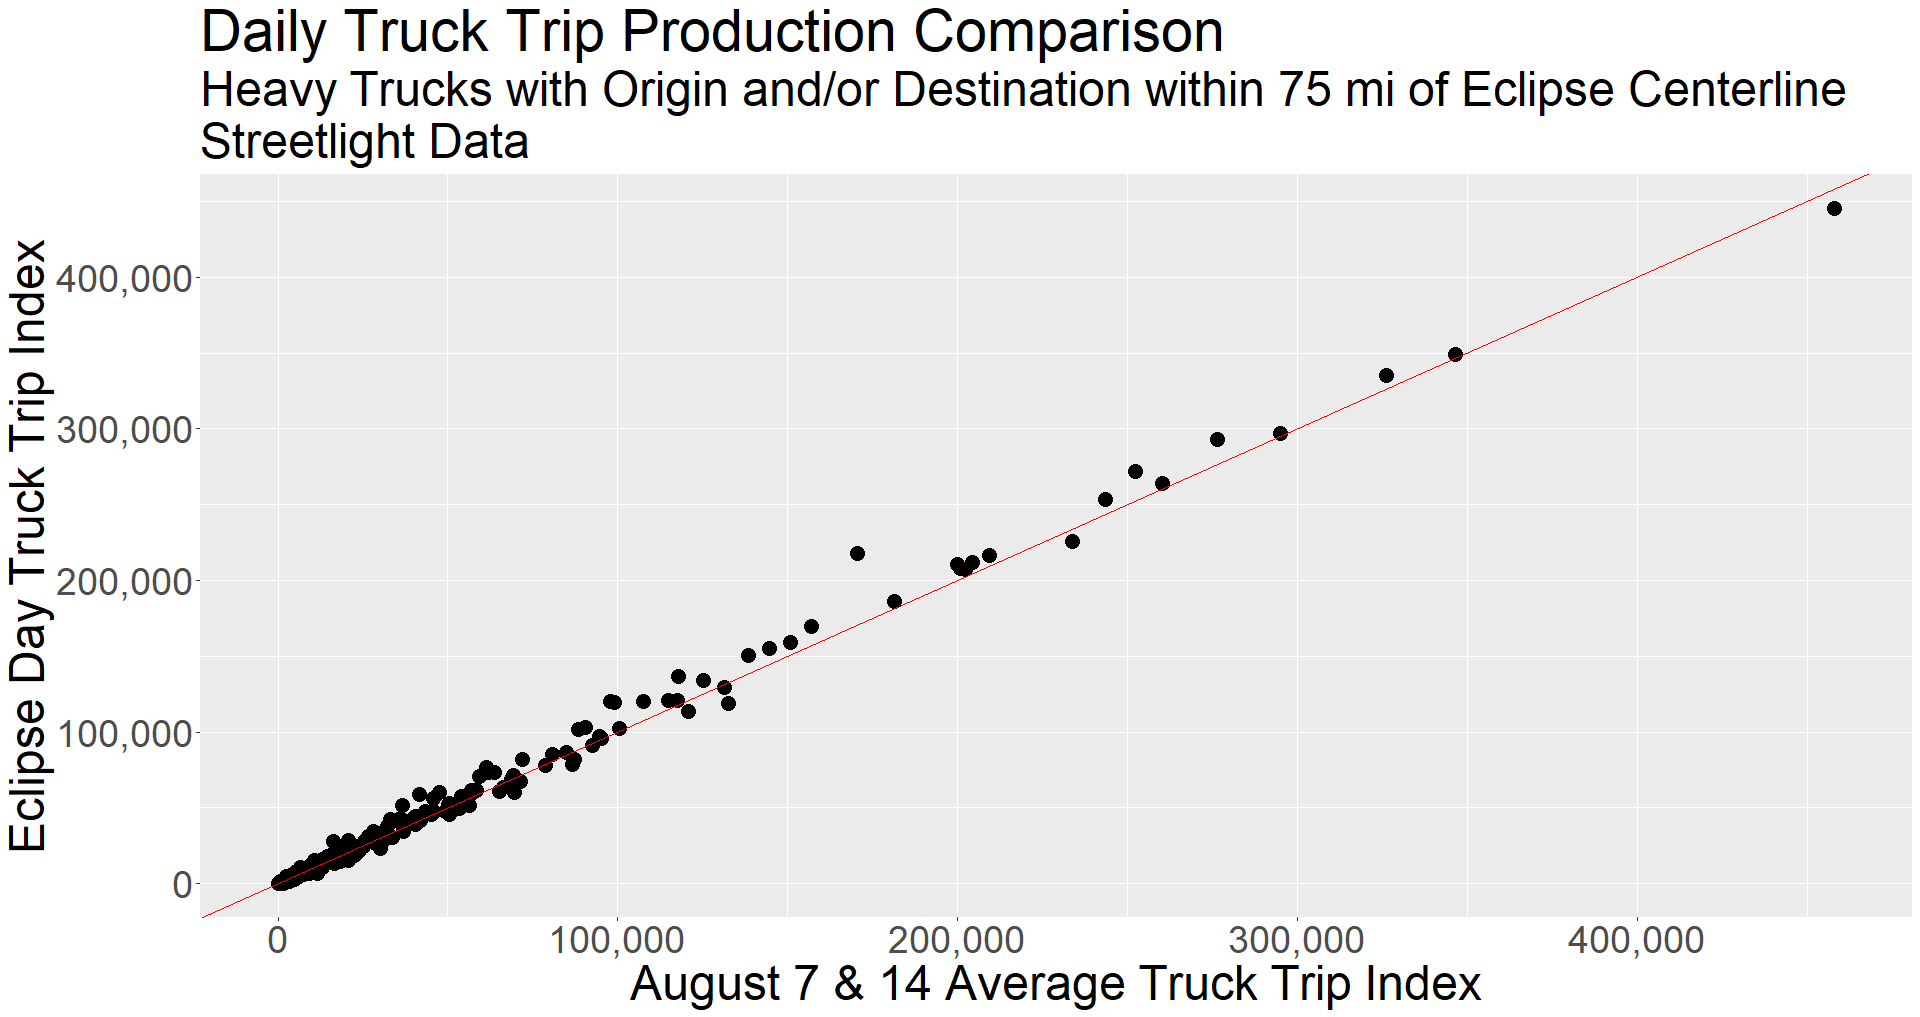 Daily Truck Trip Production Comparison
Heavy Trucks with Origin and/or Destination within 75 mi of Eclipse Centerline
Streetlight Data
Eclipse Day Truck Trip Index
400,000
300,000
200,000
100,000
0
0
100,000
200,000
300,000
400,000
August 7 & 14 Average Truck Trip Index